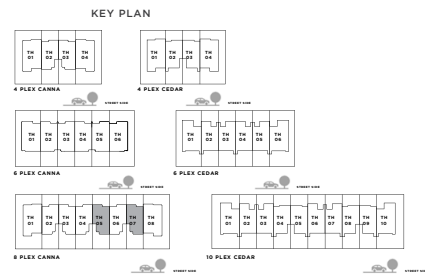 KEY PLAN
TH 01 TH 02 TH 03 TH 04
4 PLEX CANNA
STREET SIDE
TH 01 TH 02 TH 03 TH 04
4 PLEX CEDAR
STREET SIDE
TH 01 TH 02 TH 03 TH 04 TH 05 TH 06
6 PLEX CANNA
STREET SIDE
TH 01 TH 02 TH 03 TH 04 TH 05 TH 06
6 PLEX CEDAR
STREET SIDE
TH 01 TH 02 TH 03 TH 04 TH 05 TH 06 TH 07 TH 08
8 PLEX CANNA
STREET SIDE
TH 01 TH 02 TH 03 TH 04 TH 05 TH 06 TH 07 TH 08 TH 09 TH 10
10 PLEX CEDAR
STREET SIDE